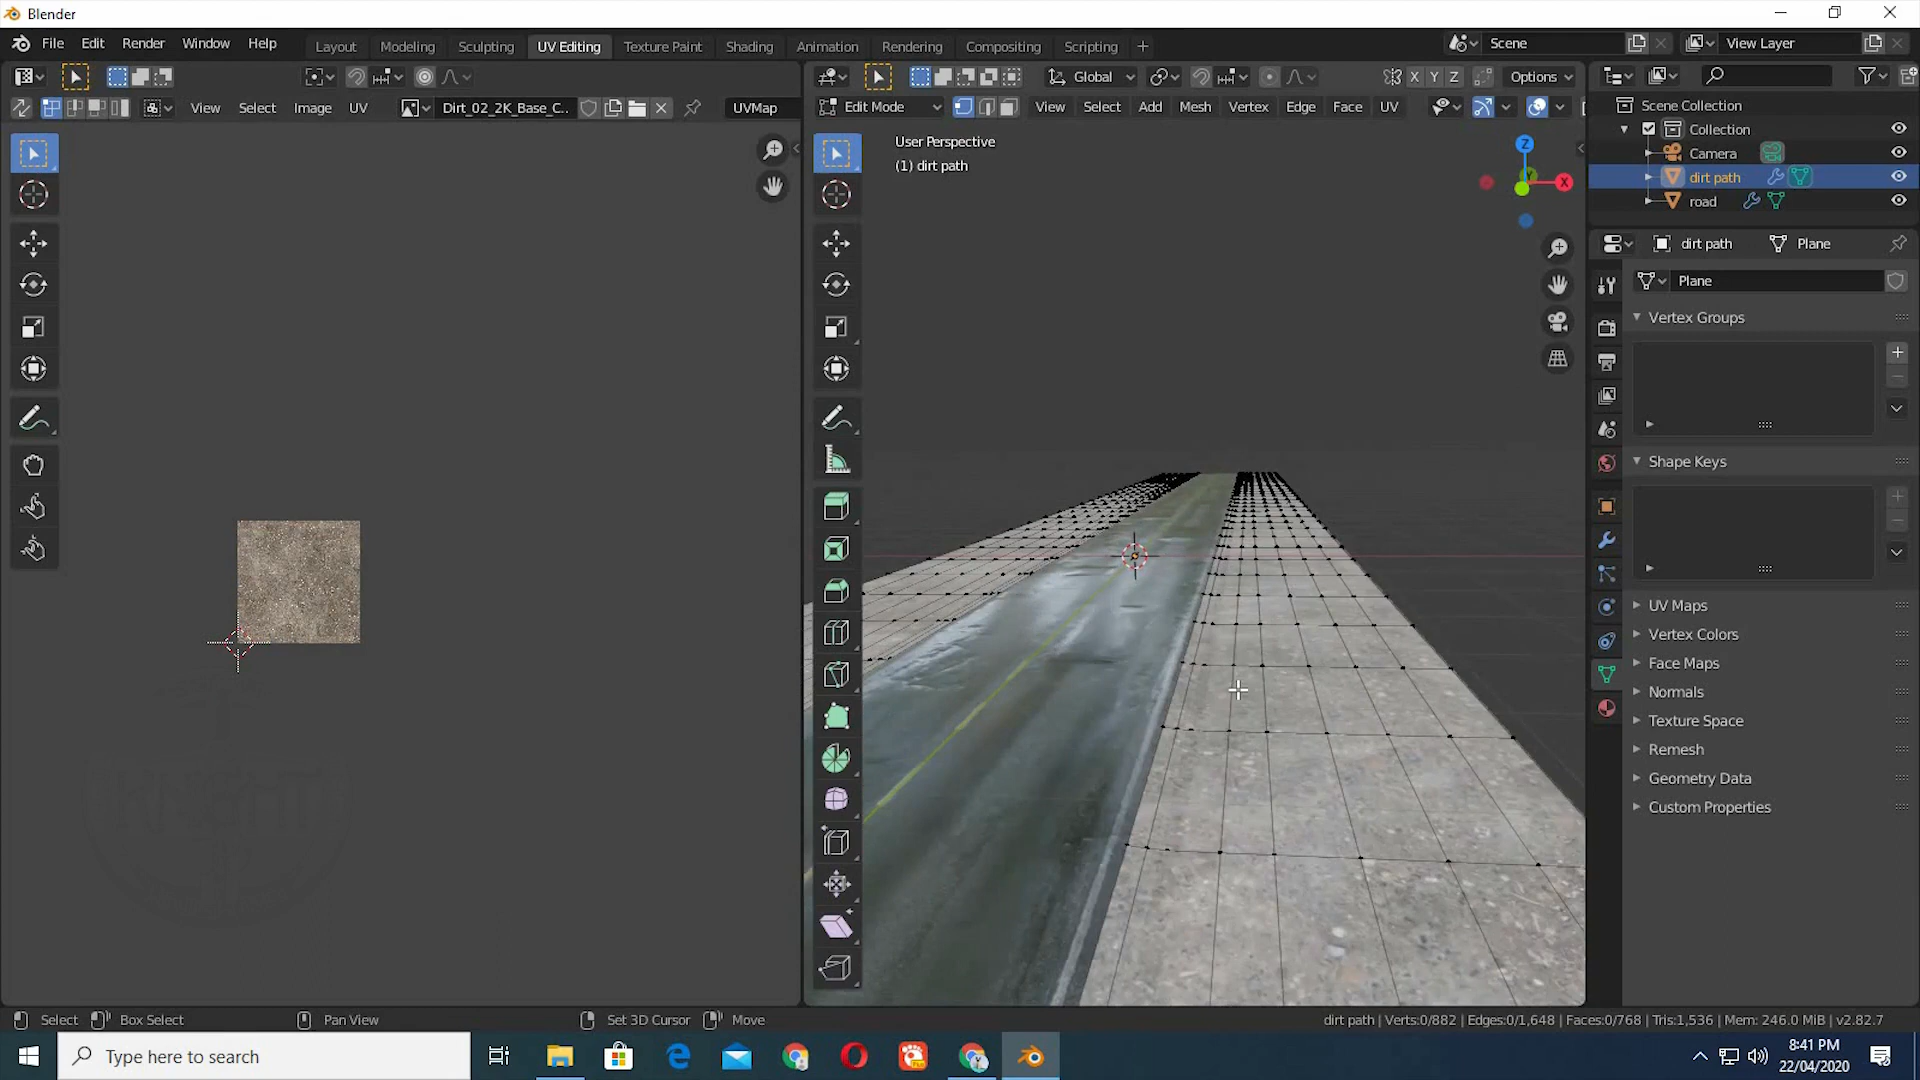 Blender
File Edit Render Window Help
Layout Modeling Sculpting UV Editing Texture Paint Shading Animation Rendering Compositing Scripting
Scene
View Layer
Global
X Y Z
Options
View Select Image UV
Dirt_02_2K_Base_C..
UVMap
Edit Mode
View Select Add Mesh Vertex Edge Face UV
User Perspective
(1) dirt path
Z
X
Scene Collection
Collection
Camera
dirt path
road
dirt path
Plane
Plane
Vertex Groups
Shape Keys
UV Maps
Vertex Colors
Face Maps
Normals
Texture Space
Remesh
Geometry Data
Custom Properties
Select Box Select Pan View Set 3D Cursor Move
dirt path | Verts:0/882 | Edges:0/1,648 | Faces:0/768 | Tris:1,536 | Mem: 246.0 MiB | v2.82.7
Type here to search
8:41 PM
22/04/2020